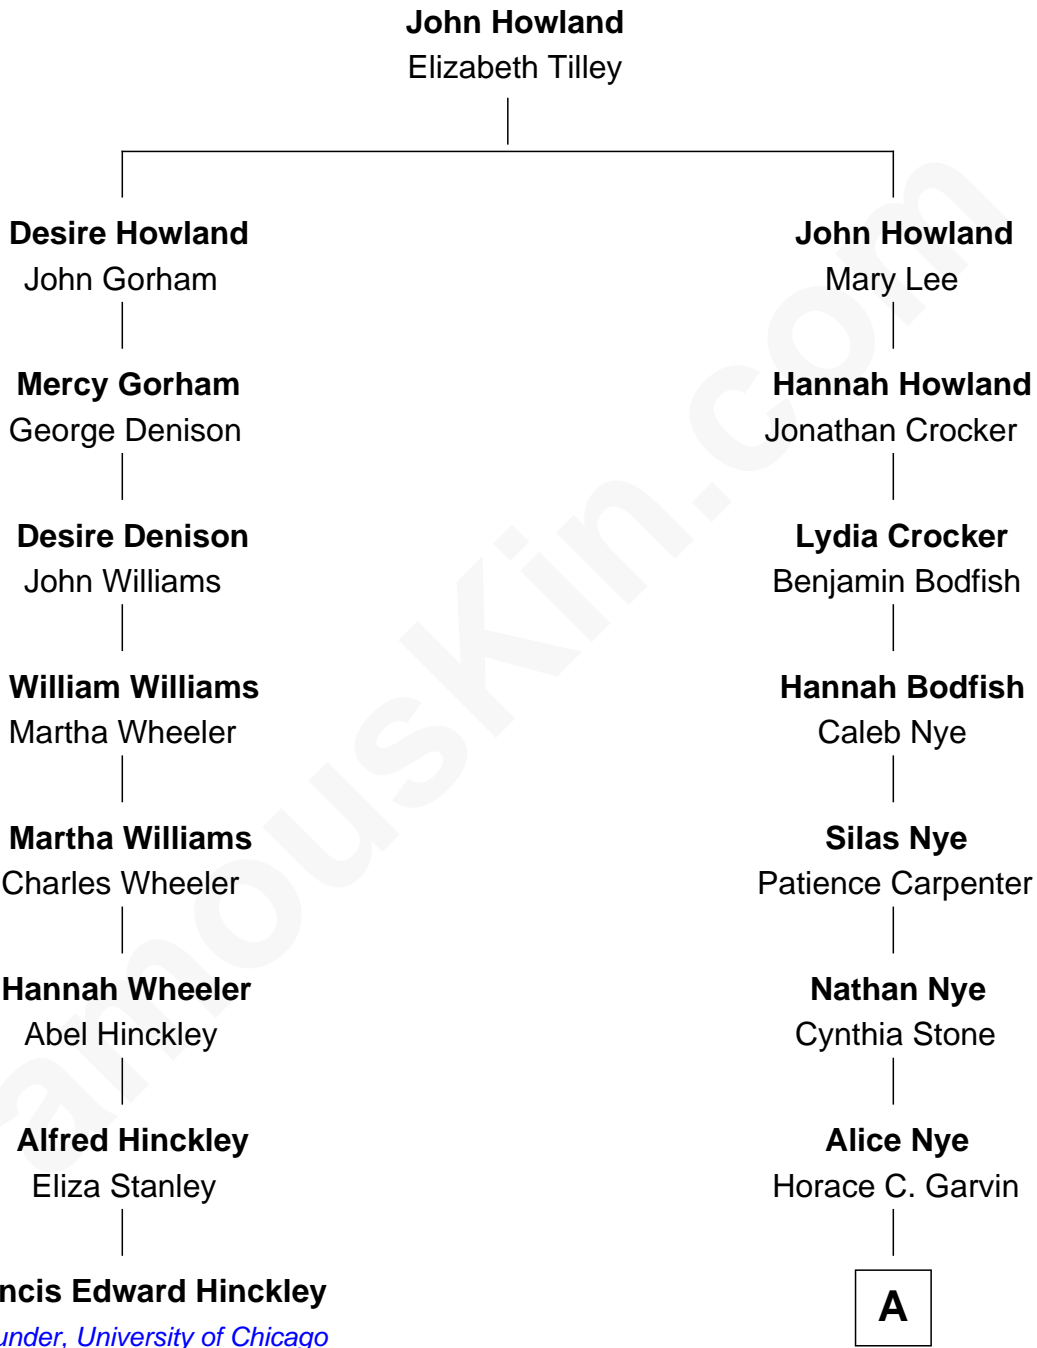 John Howland
Elizabeth Tilley
Desire Howland
John Gorham
John Howland
Mary Lee
Mercy Gorham
George Denison
Hannah Howland
Jonathan Crocker
Desire Denison
John Williams
Lydia Crocker
Benjamin Bodfish
William Williams
Martha Wheeler
Hannah Bodfish
Caleb Nye
Martha Williams
Charles Wheeler
Silas Nye
Patience Carpenter
Hannah Wheeler
Abel Hinckley
Nathan Nye
Cynthia Stone
Alfred Hinckley
Eliza Stanley
Alice Nye
Horace C. Garvin
ncis Edward Hinckley
under, University of Chicago
A
amouskin.com